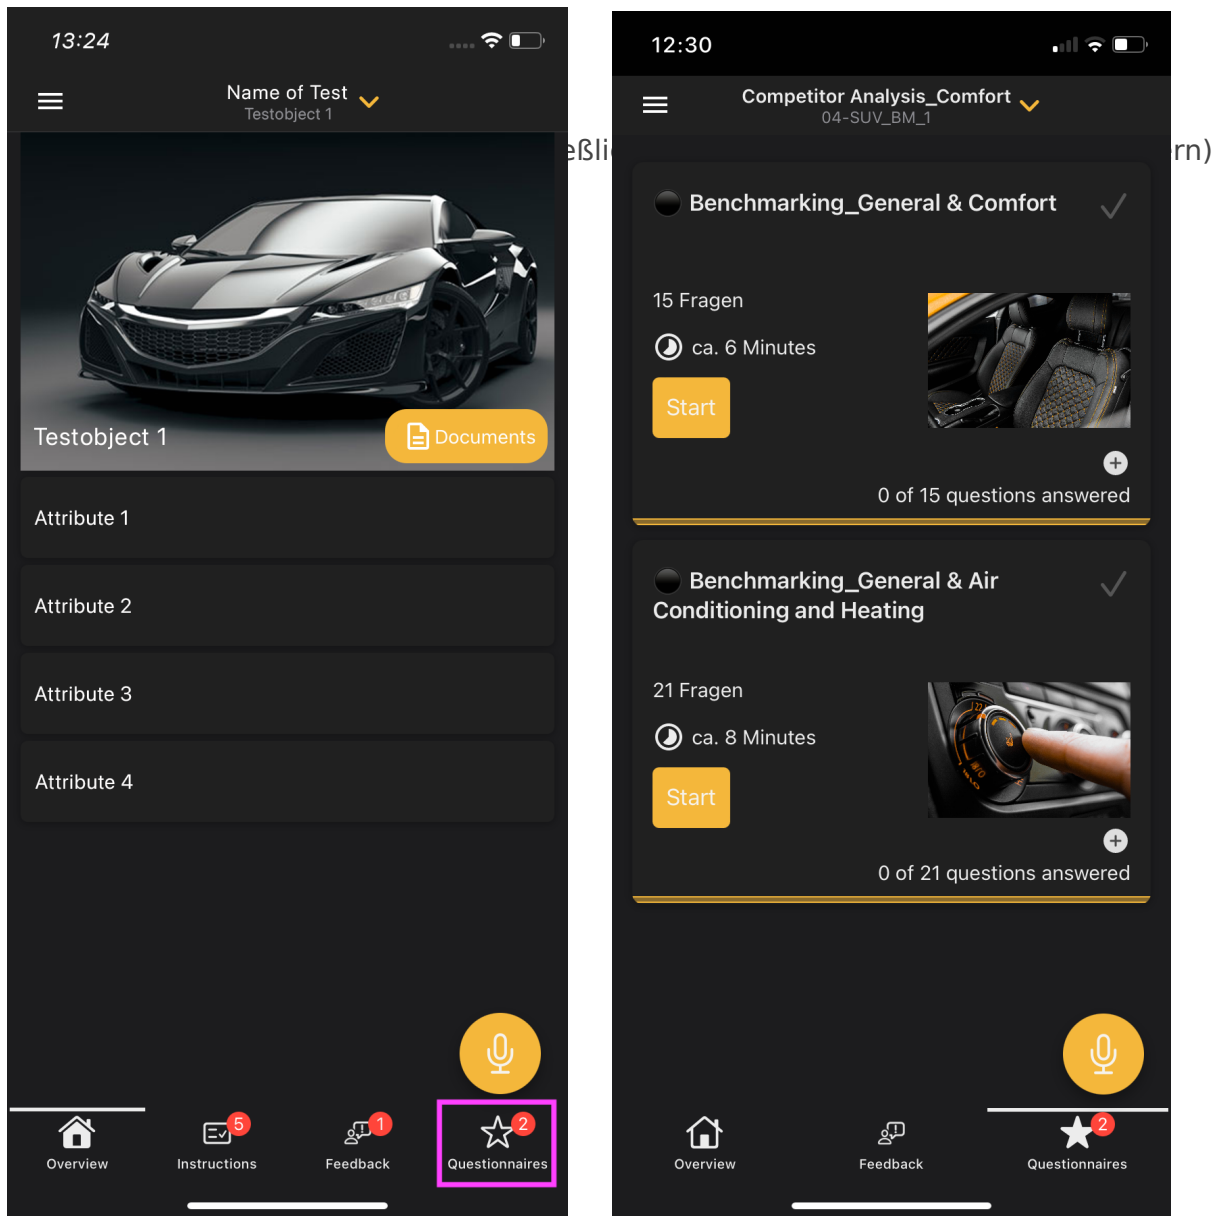 13:24
Name of Test
Testobject 1
Testobject 1
Documents
Attribute 1
Attribute 2
Attribute 3
Attribute 4
Overview
5
Instructions
1
Feedback
2
Questionnaires
eßli
12:30
Competitor Analysis_Comfort
04-SUV_BM_1
ern)
Benchmarking_General & Comfort
15 Fragen
ca. 6 Minutes
Start
0 of 15 questions answered
Benchmarking_General & Air
Conditioning and Heating
21 Fragen
ca. 8 Minutes
Start
0 of 21 questions answered
Overview
Feedback
2
Questionnaires